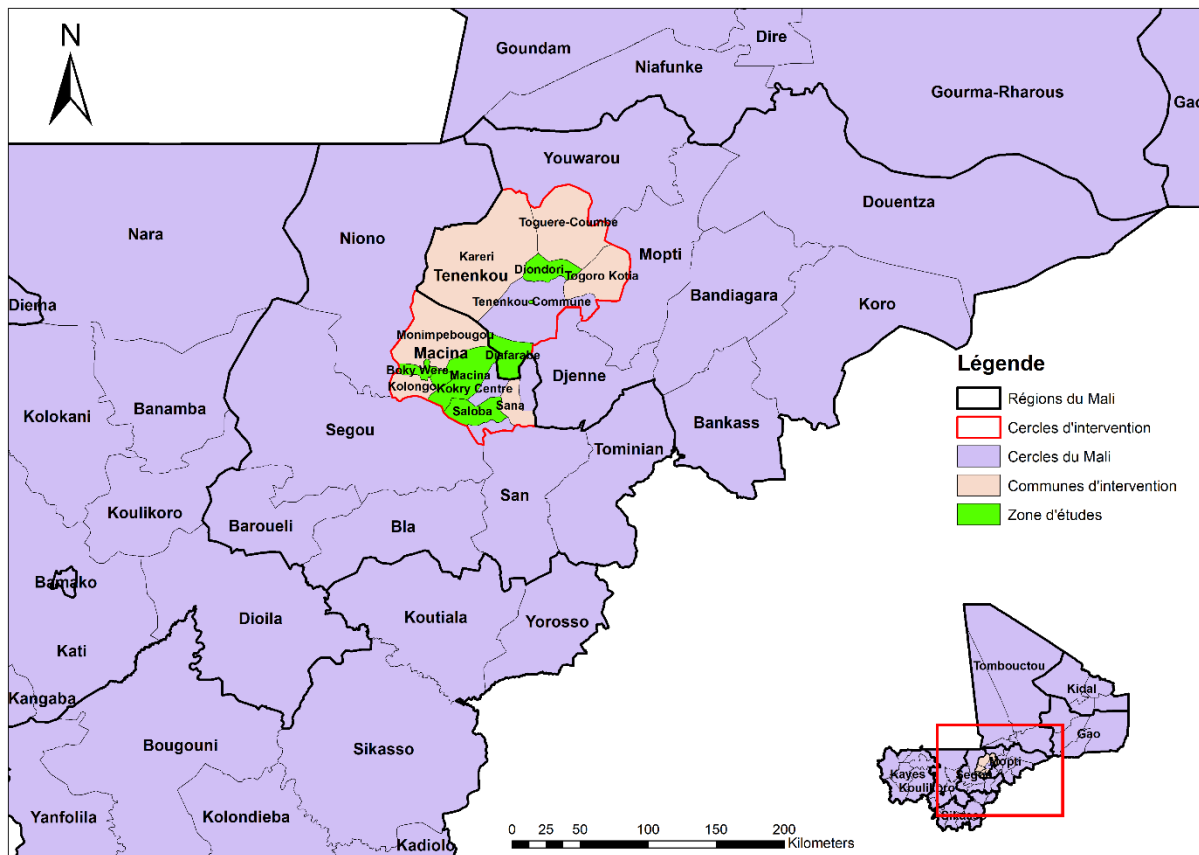 N
Goundam
Dire
Niafunke
Gourma-Rharous
Gao
Youwarou
Douentza
Nara
Niono
Toguere-Coumbe
Mopti
Kareri
Tenenkou
Diondori
Togoro Kotia
Diema
Tenenkou Commune
Bandiagara
Koro
Monimpebougou
Macina
Diafarabe
Boky Were
Macina
Kolongo
Kokry Centre
Djenne
Saloba
Sana
Kolokani
Banamba
Segou
Bankass
Tominian
San
Koulikoro
Baroueli
Bla
Bamako
Dioila
Koutiala
Yorosso
Kati
Kangaba
Bougouni
Sikasso
Yanfolila
Kolondieba
Kadiolo
Légende
Régions du Mali
Cercles d'intervention
Cercles du Mali
Communes d'intervention
Zone d'études
Tombouctou
Kidal
Gao
Mopti
Kayes
Segou
Koulikoro
Sikasso
0 25 50 100 150 200
Kilometers